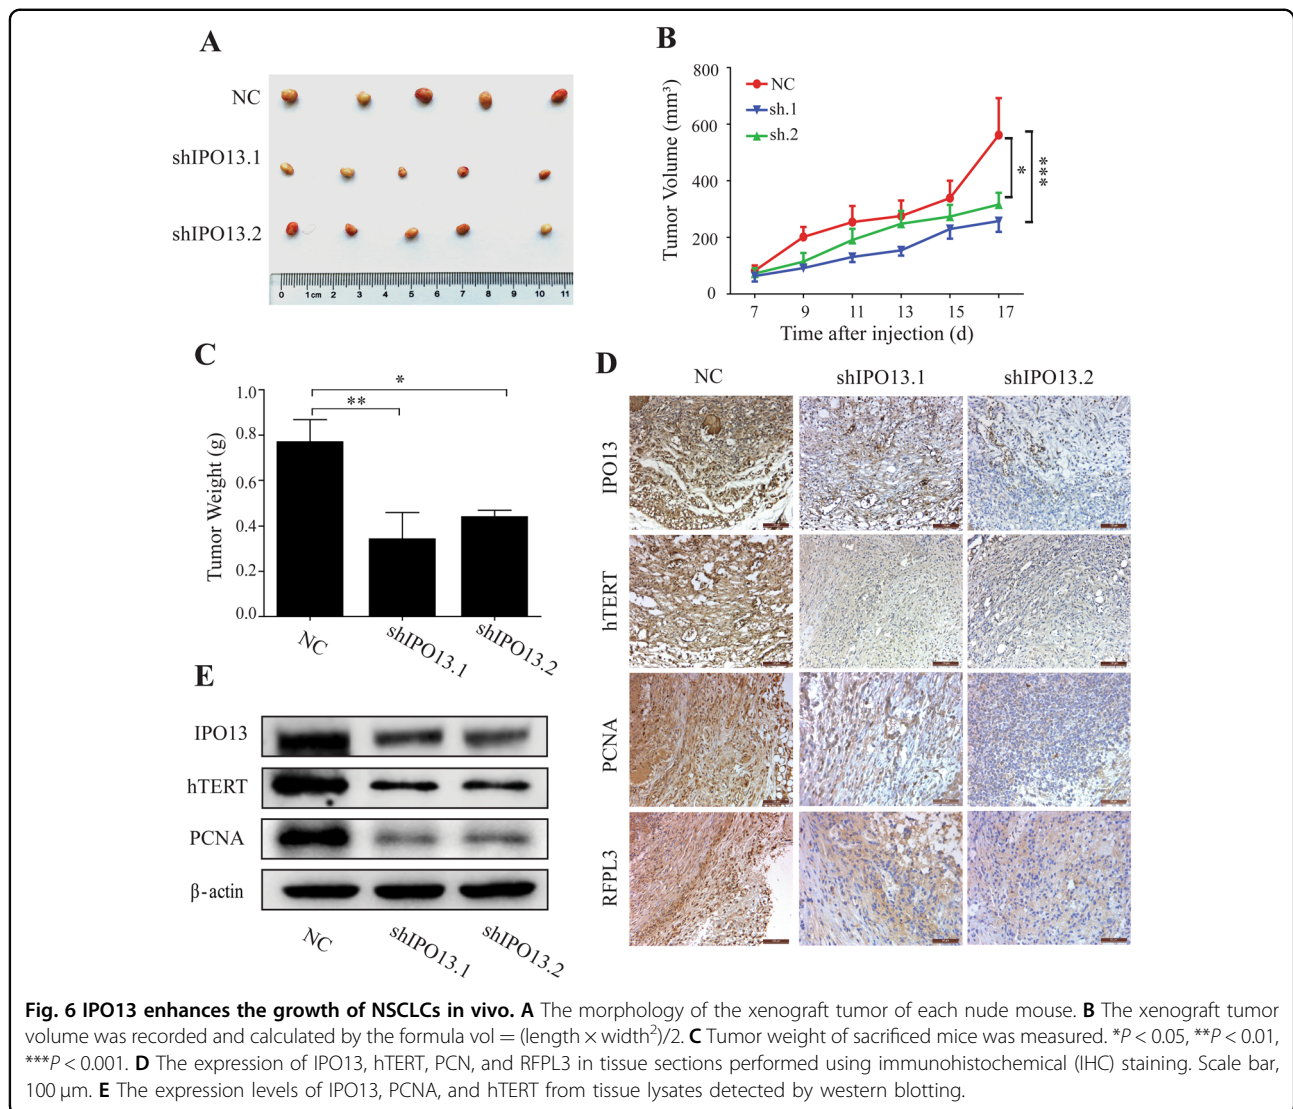 A
NC
shIPO13.1
shIPO13.2
0 1cm 2 3 4 5 6 7 8 9 10 11
B
Tumor Volume (mm³)
800
600
400
200
0
NC
sh.1
sh.2
*
***
7 9 11 13 15 17
Time after injection (d)
C
Tumor Weight (g)
1.0
0.8
0.6
0.4
0.2
0.0
*
**
NC
shIPO13.1
shIPO13.2
D
NC shIPO13.1 shIPO13.2
IPO13
hTERT
PCNA
RFPL3
E
IPO13
hTERT
PCNA
β-actin
NC
shIPO13.1
shIPO13.2
Fig. 6 IPO13 enhances the growth of NSCLCs in vivo. A The morphology of the xenograft tumor of each nude mouse. B The xenograft tumor
volume was recorded and calculated by the formula vol = (length × width²)/2. C Tumor weight of sacrificed mice was measured. *P < 0.05, **P < 0.01,
***P < 0.001. D The expression of IPO13, hTERT, PCN, and RFPL3 in tissue sections performed using immunohistochemical (IHC) staining. Scale bar,
100 μm. E The expression levels of IPO13, PCNA, and hTERT from tissue lysates detected by western blotting.